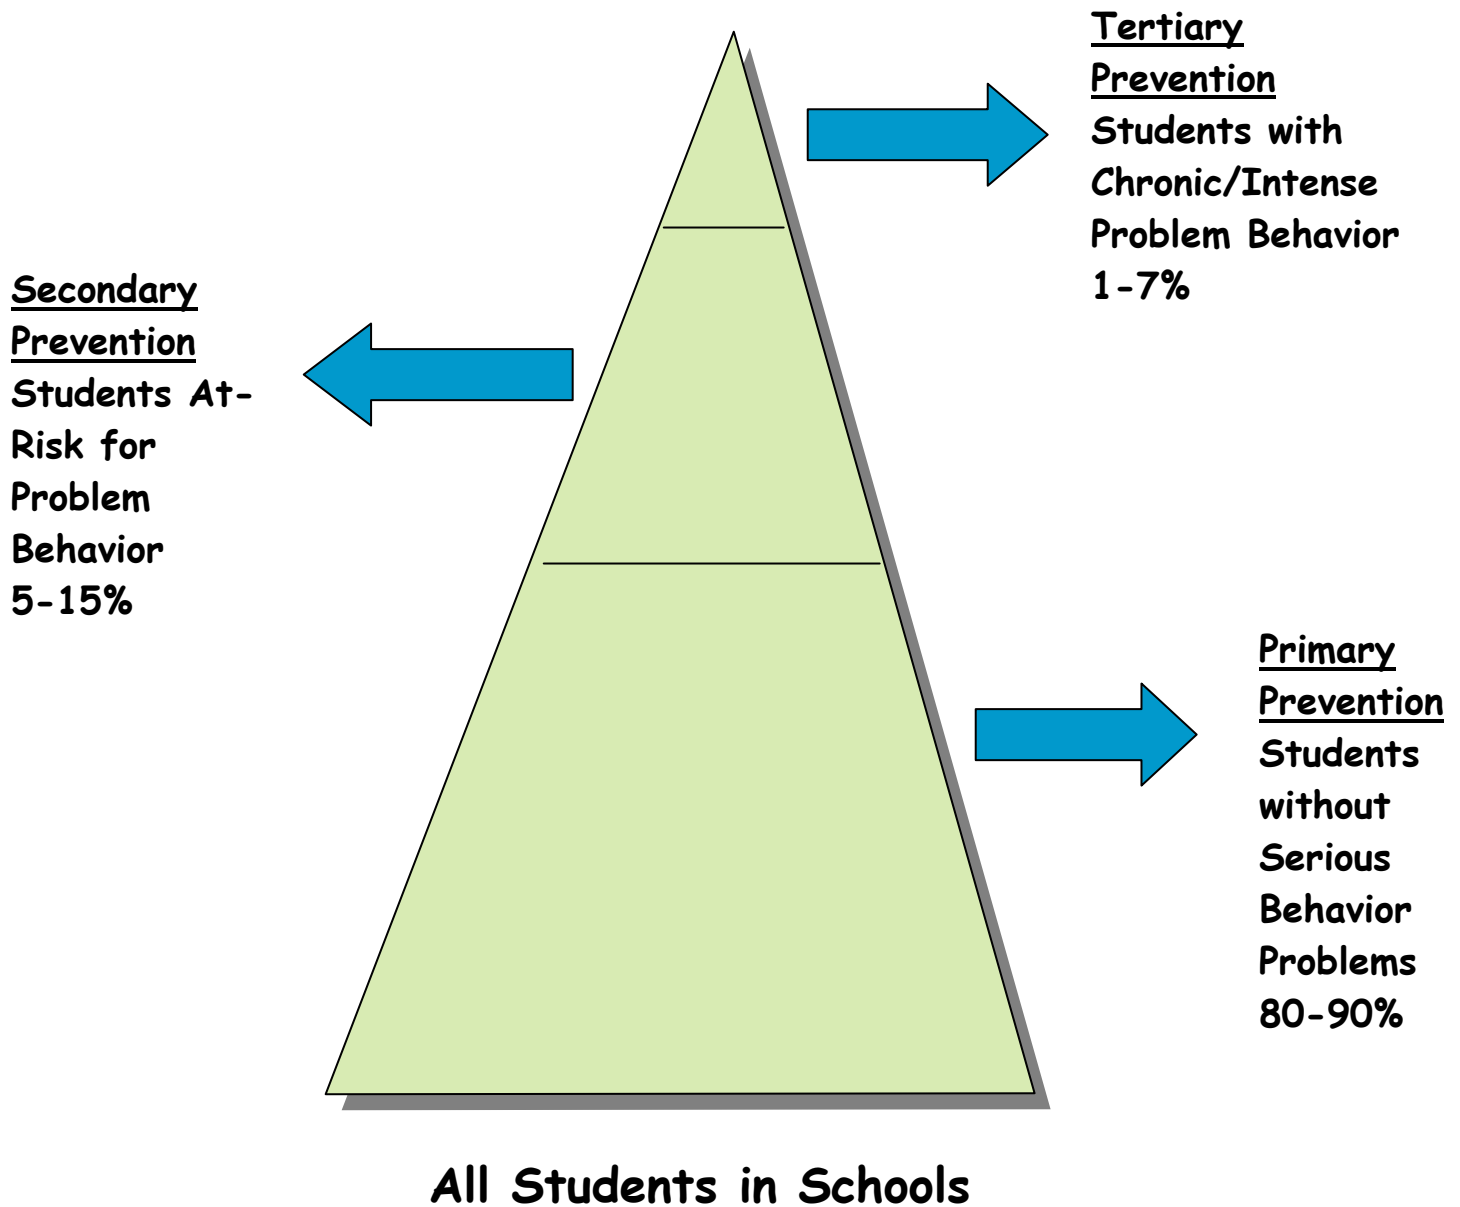 Tertiary
Prevention
Students with
Chronic/Intense
Problem Behavior
1-7%
Secondary
Prevention
Students At-
Risk for
Problem
Behavior
5-15%
Primary
Prevention
Students
without
Serious
Behavior
Problems
80-90%
All Students in Schools